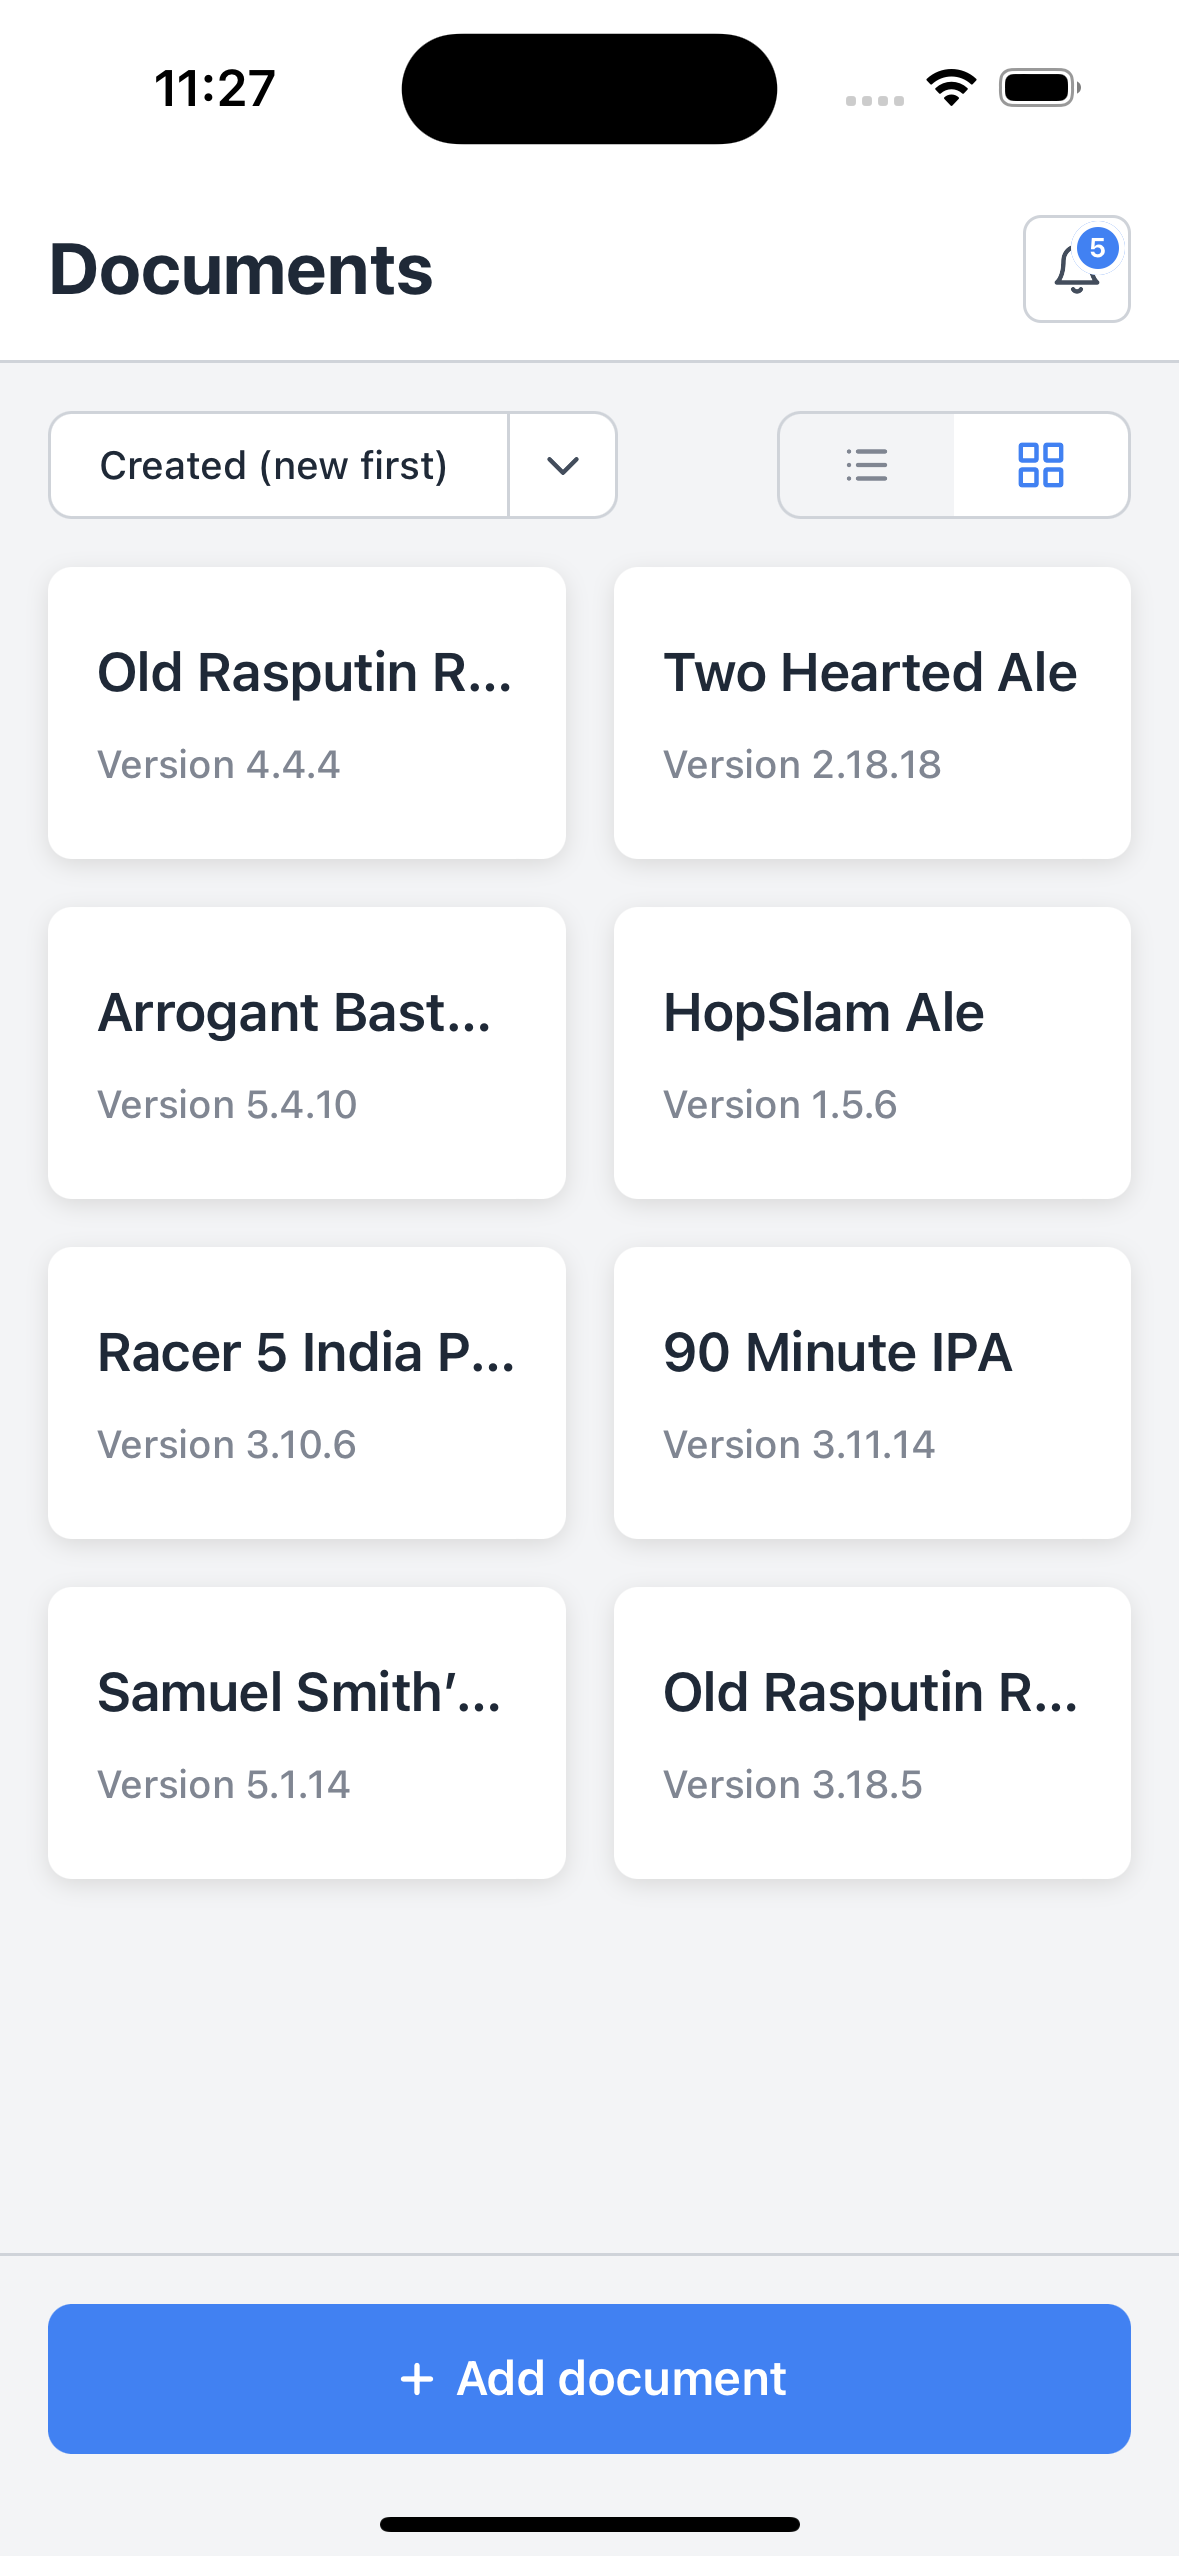 11:27
Documents
5
Created (new first)
Old Rasputin R...
Version 4.4.4
Two Hearted Ale
Version 2.18.18
Arrogant Bast...
Version 5.4.10
HopSlam Ale
Version 1.5.6
Racer 5 India P...
Version 3.10.6
90 Minute IPA
Version 3.11.14
Samuel Smith’...
Version 5.1.14
Old Rasputin R...
Version 3.18.5
+ Add document